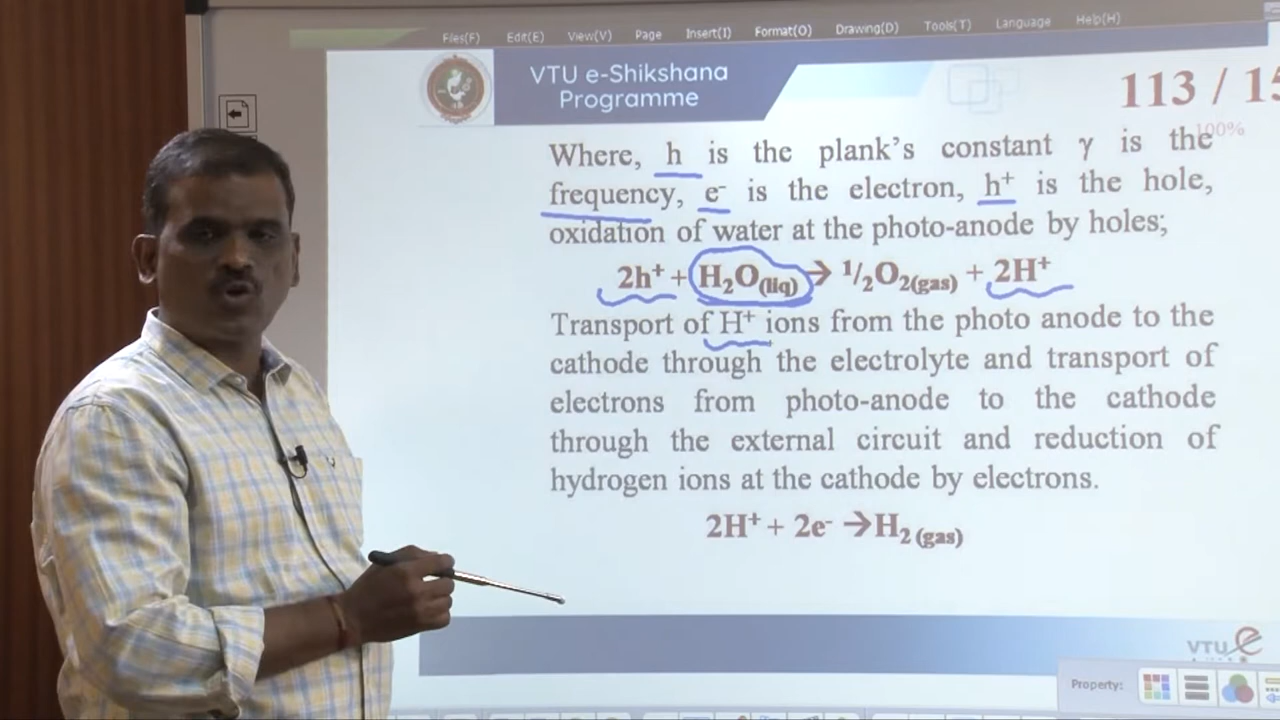 Files(F) Edit(E) View(V) Page Insert(I) Format(O) Drawing(D) Tools(T) Language Help(H)
VTU e-Shikshana
Programme
113 / 15
100%
Where, h is the plank's constant γ is the
frequency, e⁻ is the electron, h⁺ is the hole,
oxidation of water at the photo-anode by holes;
2h⁺ + H₂O(liq) → ¹/₂O₂(gas) + 2H⁺
Transport of H⁺ ions from the photo anode to the
cathode through the electrolyte and transport of
electrons from photo-anode to the cathode
through the external circuit and reduction of
hydrogen ions at the cathode by electrons.
2H⁺ + 2e⁻ → H₂ (gas)
VTU e
Property: